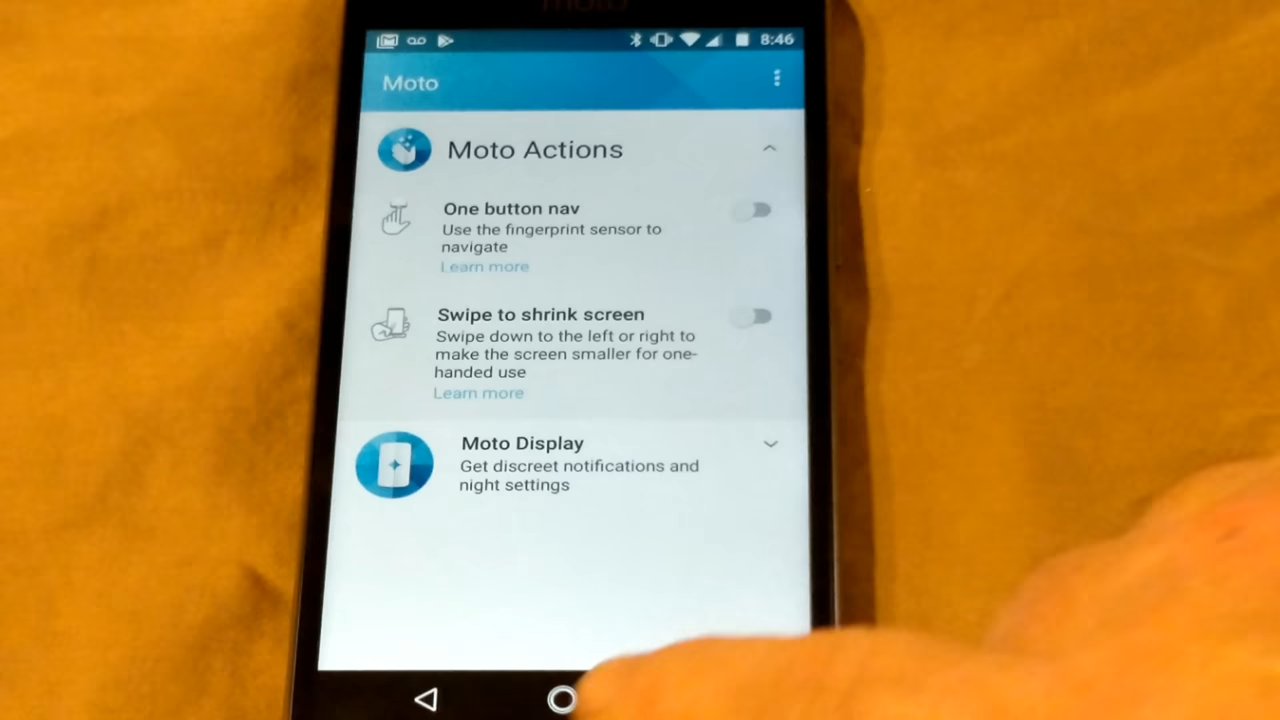 moto
8:46
Moto
Moto Actions
One button nav
Use the fingerprint sensor to
navigate
Learn more
Swipe to shrink screen
Swipe down to the left or right to
make the screen smaller for one-
handed use
Learn more
Moto Display
Get discreet notifications and
night settings